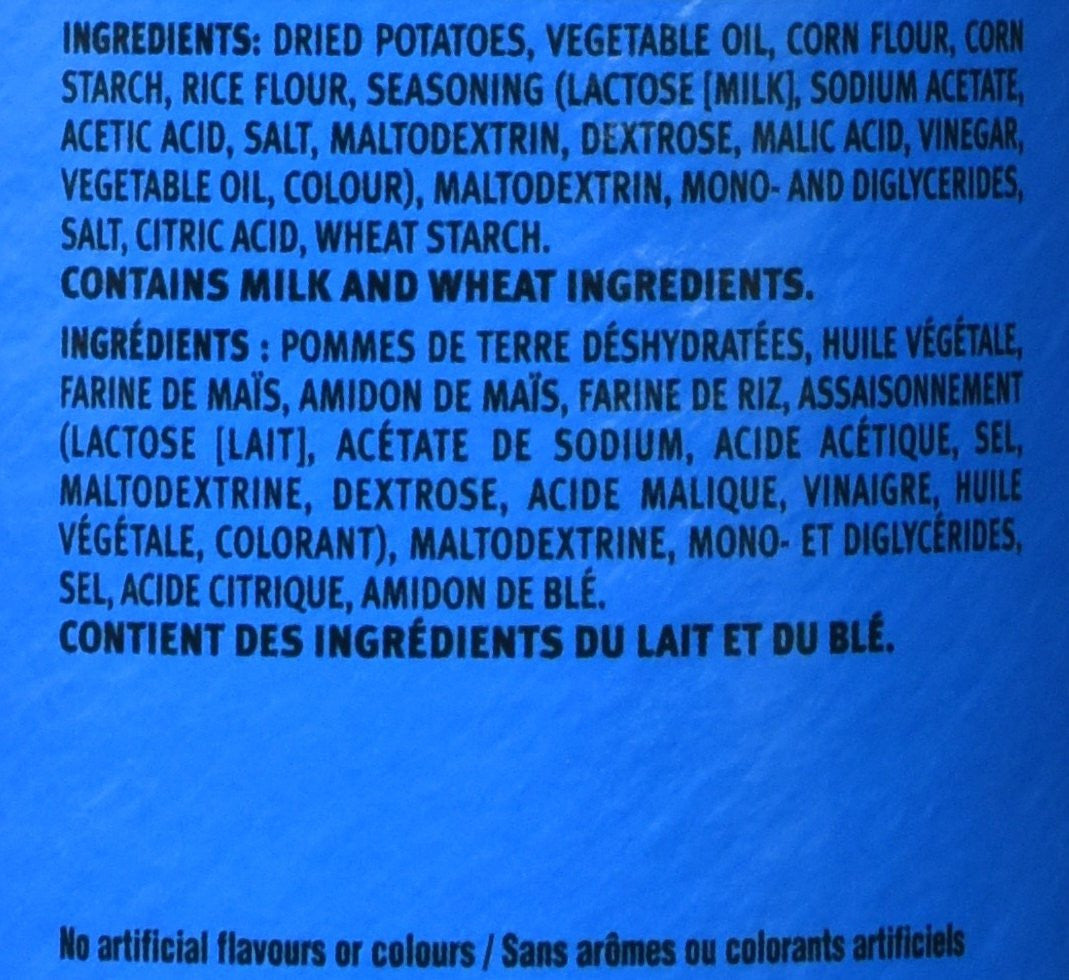 INGREDIENTS: DRIED POTATOES, VEGETABLE OIL, CORN FLOUR, CORN
STARCH, RICE FLOUR, SEASONING (LACTOSE [MILK], SODIUM ACETATE,
ACETIC ACID, SALT, MALTODEXTRIN, DEXTROSE, MALIC ACID, VINEGAR,
VEGETABLE OIL, COLOUR), MALTODEXTRIN, MONO- AND DIGLYCERIDES,
SALT, CITRIC ACID, WHEAT STARCH.
CONTAINS MILK AND WHEAT INGREDIENTS.
INGRÉDIENTS : POMMES DE TERRE DÉSHYDRATÉES, HUILE VÉGÉTALE,
FARINE DE MAÏS, AMIDON DE MAÏS, FARINE DE RIZ, ASSAISONNEMENT
(LACTOSE [LAIT], ACÉTATE DE SODIUM, ACIDE ACÉTIQUE, SEL,
MALTODEXTRINE, DEXTROSE, ACIDE MALIQUE, VINAIGRE, HUILE
VÉGÉTALE, COLORANT), MALTODEXTRINE, MONO- ET DIGLYCÉRIDES,
SEL, ACIDE CITRIQUE, AMIDON DE BLÉ.
CONTIENT DES INGRÉDIENTS DU LAIT ET DU BLÉ.
No artificial flavours or colours / Sans arômes ou colorants artificiels